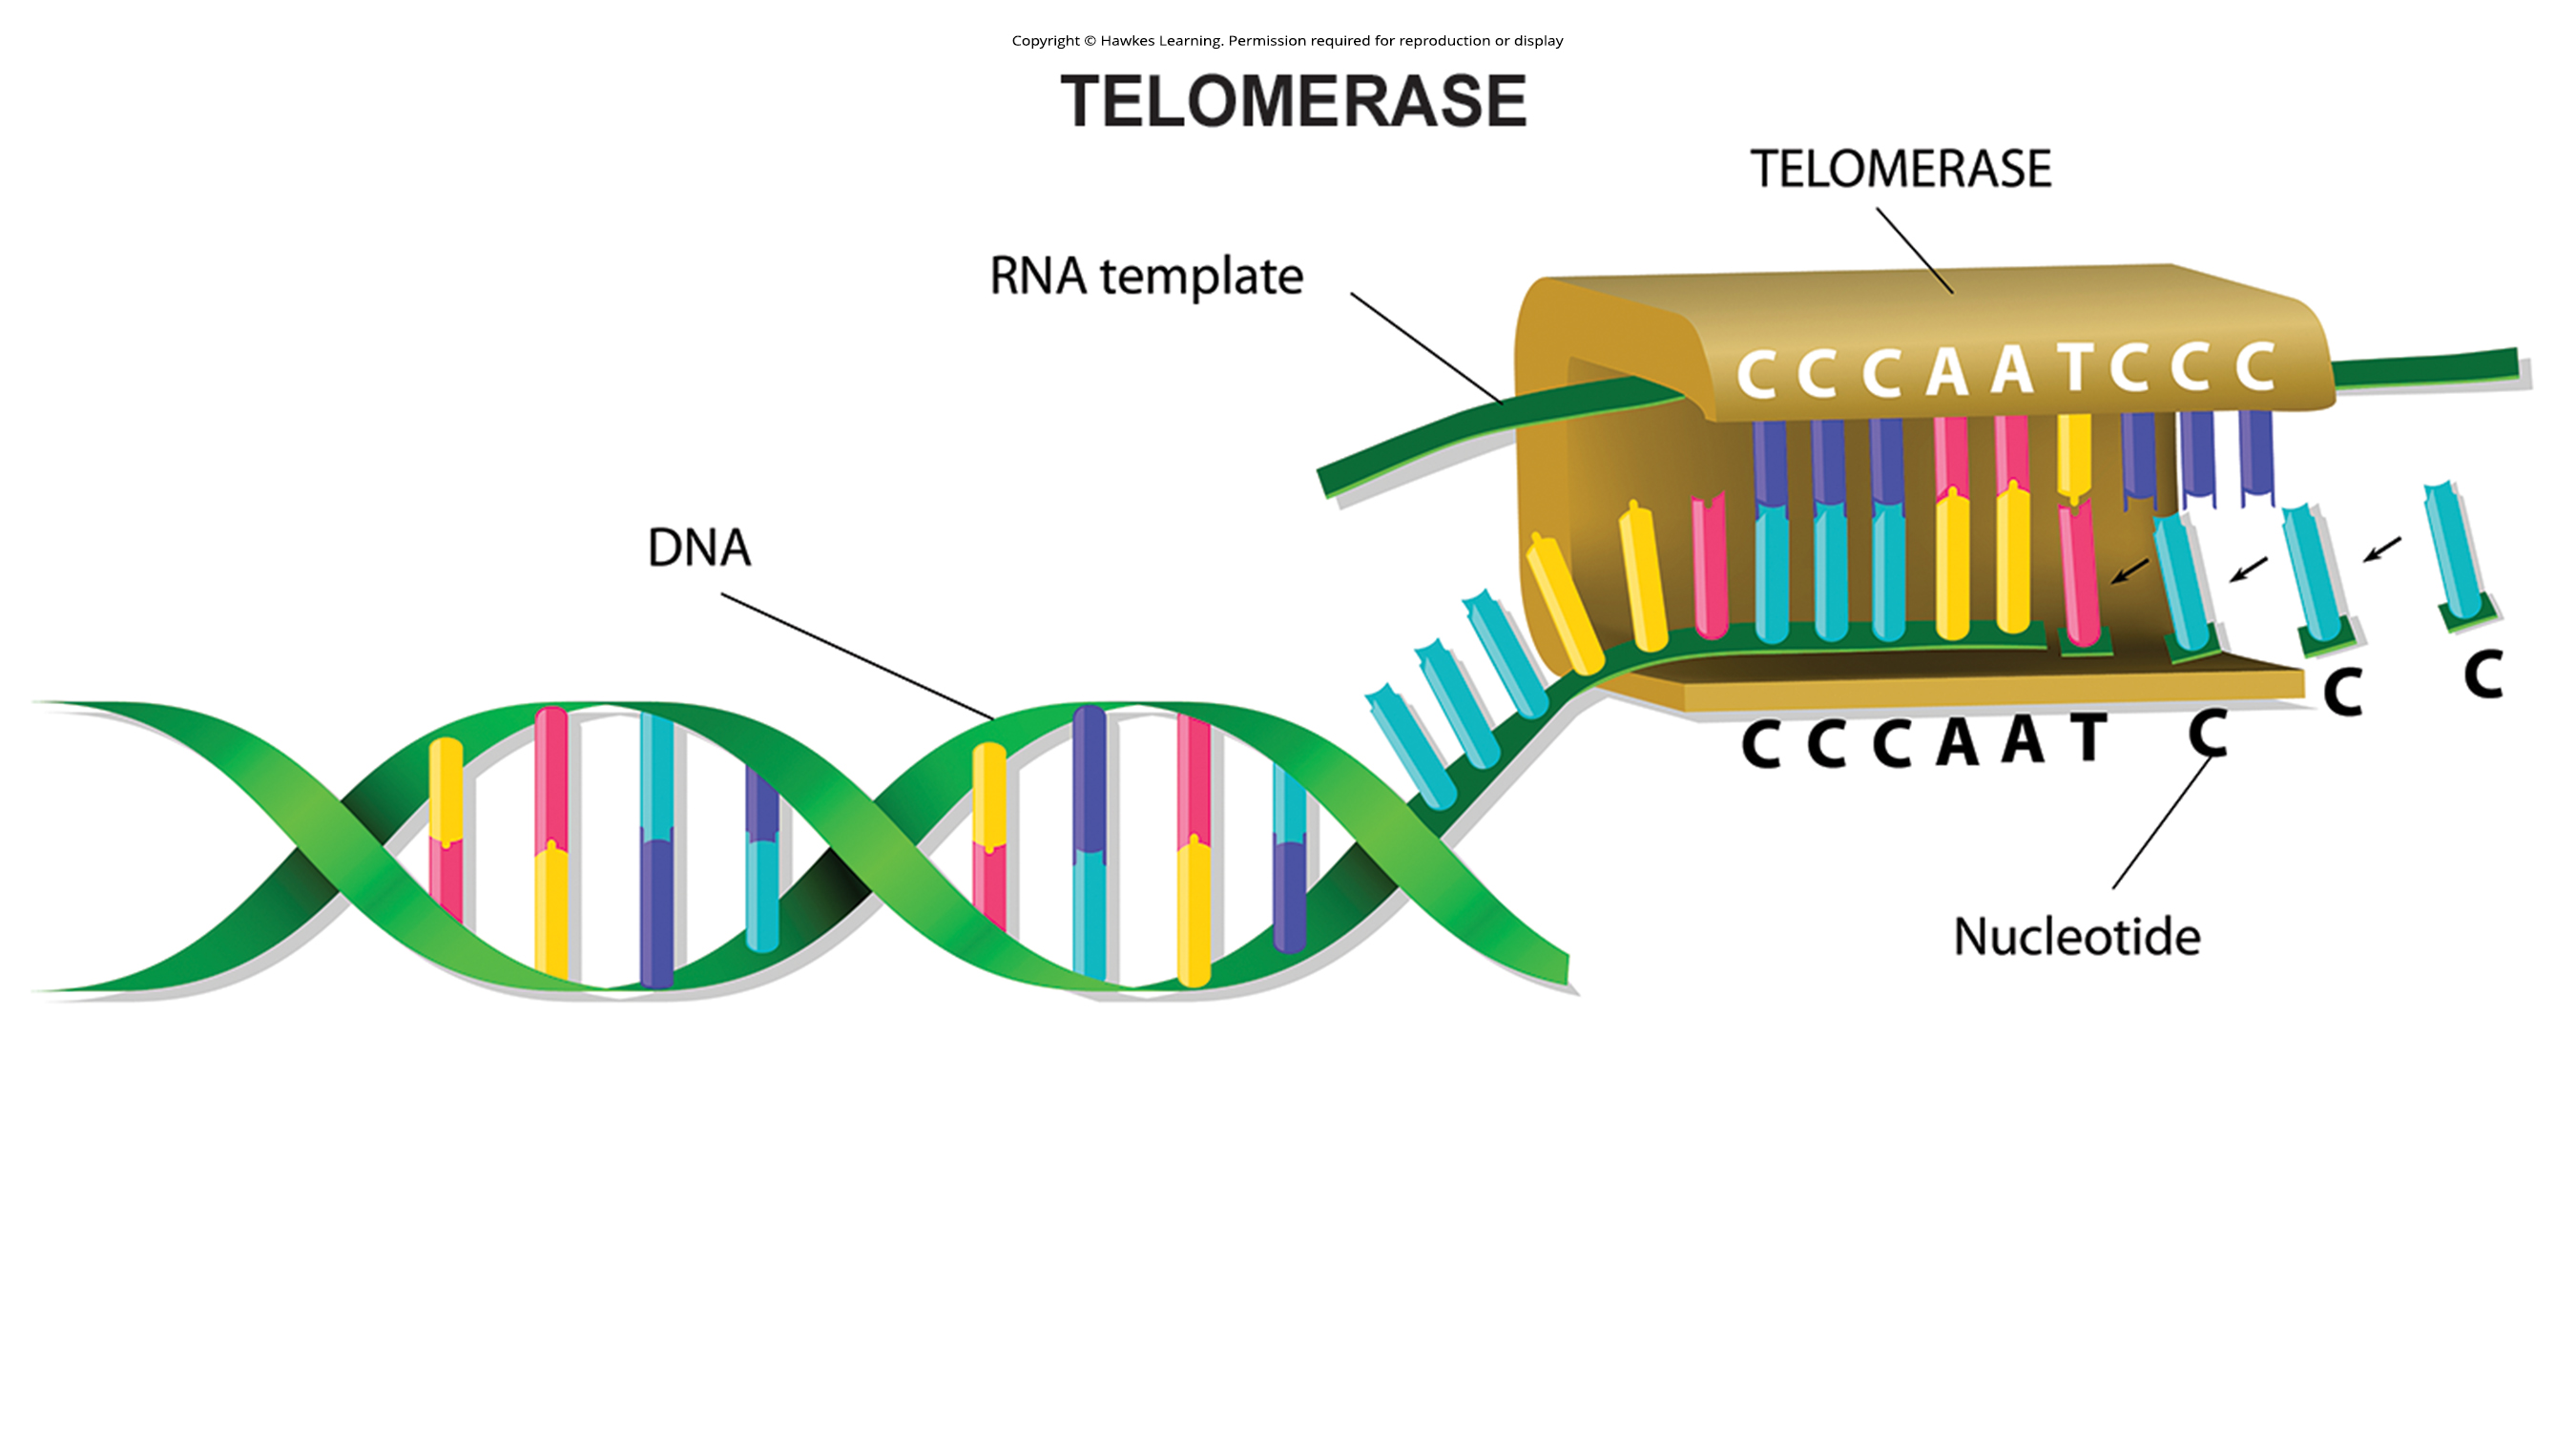 Copyright © Hawkes Learning. Permission required for reproduction or display
TELOMERASE
TELOMERASE
RNA template
C C C A A T C C C
DNA
C C C A A T C C C
Nucleotide